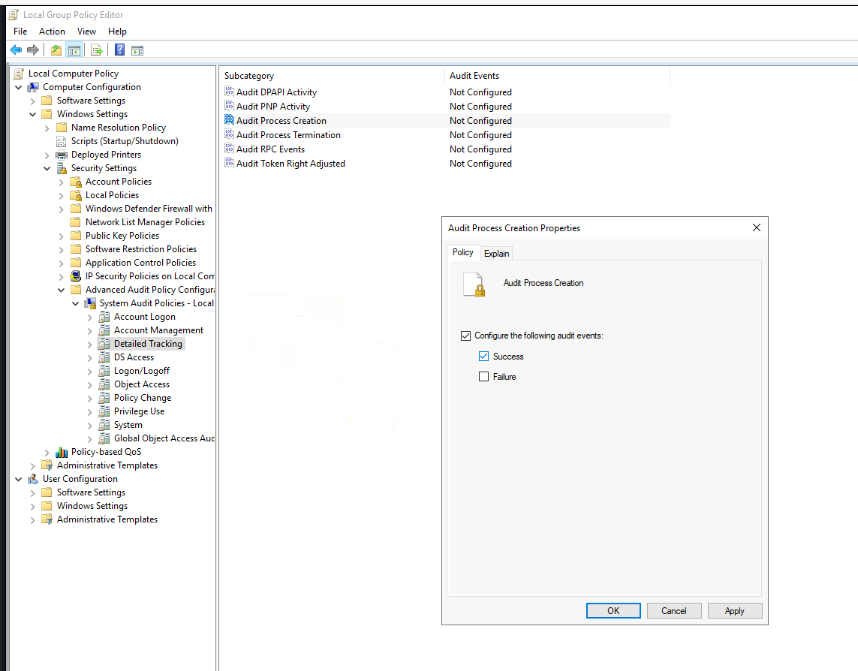 Local Group Policy Editor
File Action View Help
Local Computer Policy
Computer Configuration
Software Settings
Windows Settings
Name Resolution Policy
Scripts (Startup/Shutdown)
Deployed Printers
Security Settings
Account Policies
Local Policies
Windows Defender Firewall with
Network List Manager Policies
Public Key Policies
Software Restriction Policies
Application Control Policies
IP Security Policies on Local Com
Advanced Audit Policy Configura
System Audit Policies - Local
Account Logon
Account Management
Detailed Tracking
DS Access
Logon/Logoff
Object Access
Policy Change
Privilege Use
System
Global Object Access Aud
Policy-based QoS
Administrative Templates
User Configuration
Software Settings
Windows Settings
Administrative Templates
Subcategory Audit Events
Audit DPAPI Activity Not Configured
Audit PNP Activity Not Configured
Audit Process Creation Not Configured
Audit Process Termination Not Configured
Audit RPC Events Not Configured
Audit Token Right Adjusted Not Configured
Audit Process Creation Properties
Policy Explain
Audit Process Creation
Configure the following audit events:
Success
Failure
OK Cancel Apply